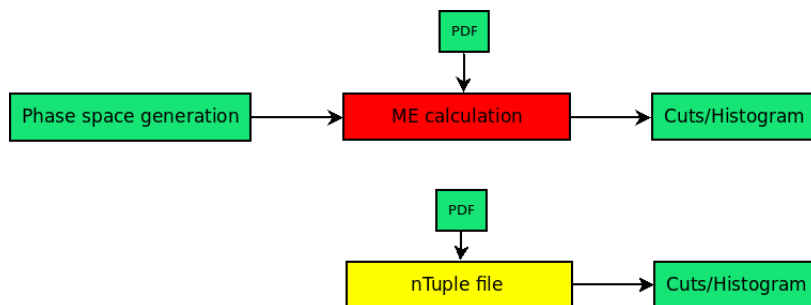 PDF
Phase space generation
ME calculation
Cuts/Histogram
PDF
nTuple file
Cuts/Histogram